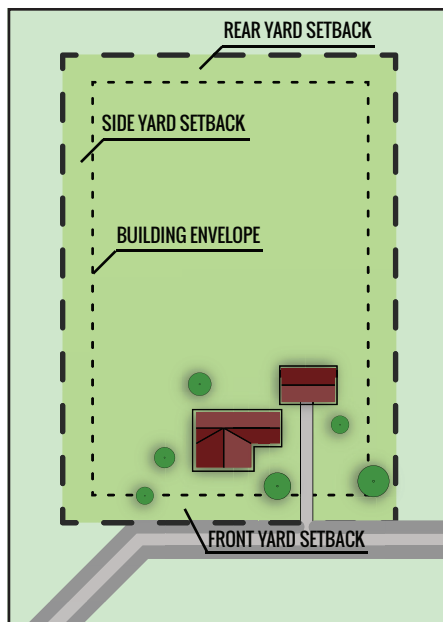 REAR YARD SETBACK
SIDE YARD SETBACK
BUILDING ENVELOPE
FRONT YARD SETBACK